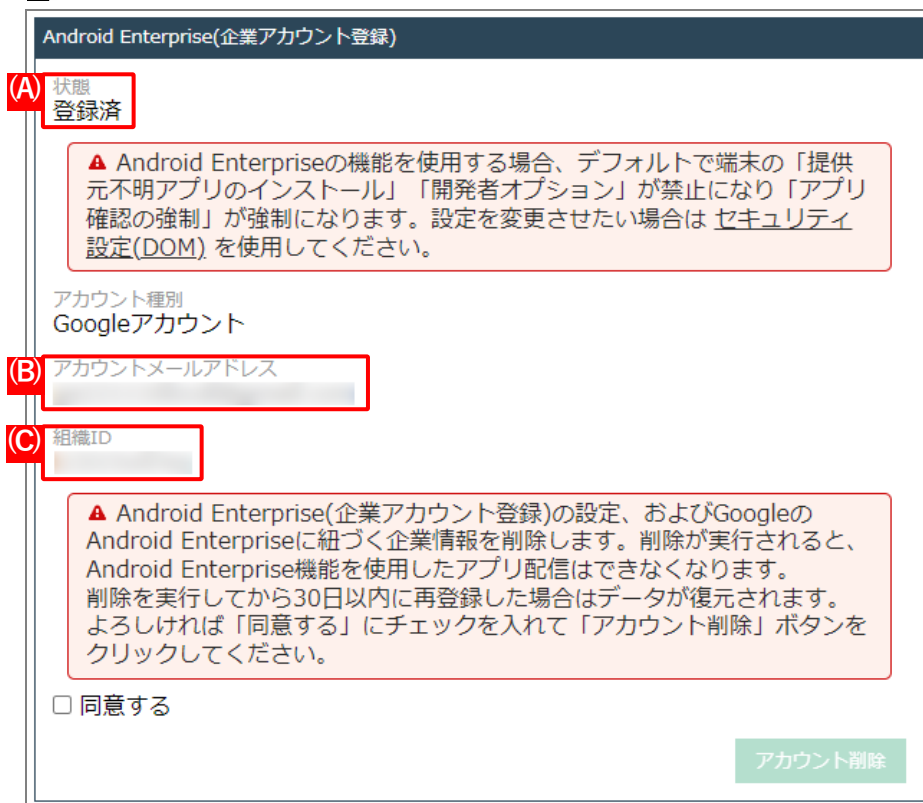 Android Enterprise(企業アカウント登録)
(A)
状態
登録済
Android Enterpriseの機能を使用する場合、デフォルトで端末の「提供
元不明アプリのインストール」「開発者オプション」が禁止になり「アプリ
確認の強制」が強制になります。設定を変更させたい場合は セキュリティ
設定(DOM) を使用してください。
アカウント種別
Googleアカウント
(B)
アカウントメールアドレス
(C)
組織ID
Android Enterprise(企業アカウント登録)の設定、およびGoogleの
Android Enterpriseに紐づく企業情報を削除します。削除が実行されると、
Android Enterprise機能を使用したアプリ配信はできなくなります。
削除を実行してから30日以内に再登録した場合はデータが復元されます。
よろしければ「同意する」にチェックを入れて「アカウント削除」ボタンを
クリックしてください。
同意する
アカウント削除